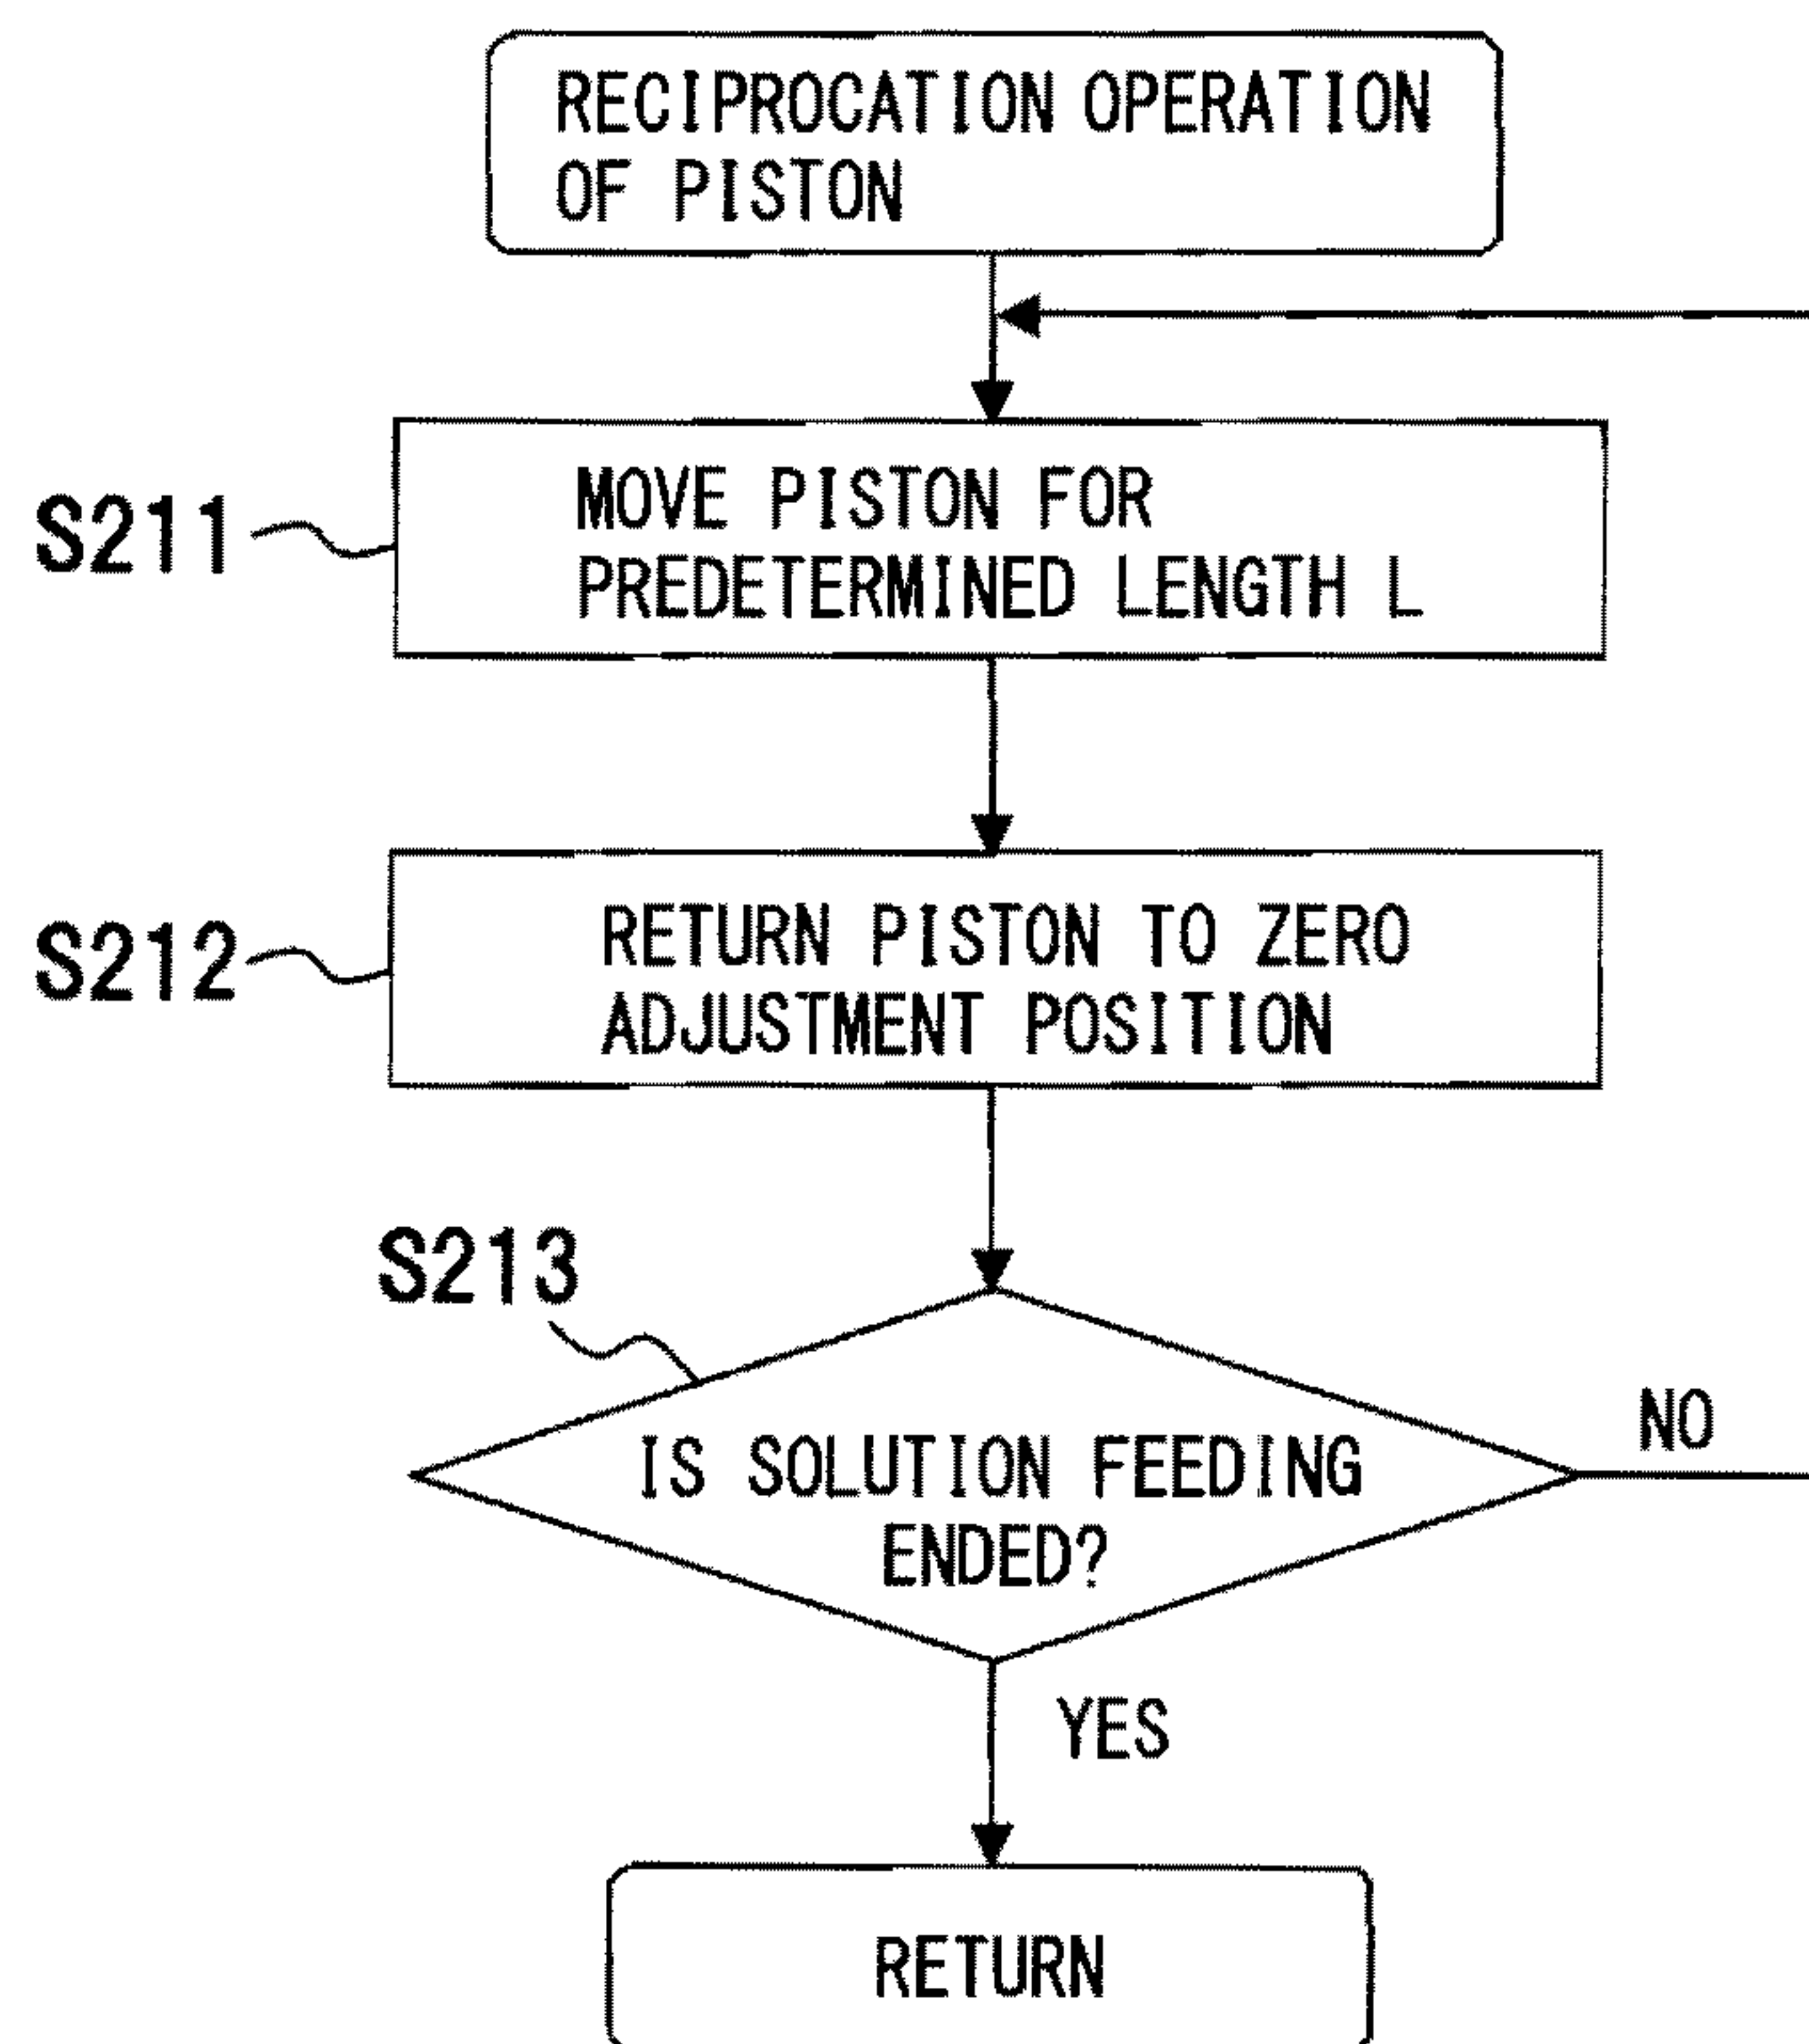 RECIPROCATION OPERATION
OF PISTON
S211
MOVE PISTON FOR
PREDETERMINED LENGTH L
S212
RETURN PISTON TO ZERO
ADJUSTMENT POSITION
S213
IS SOLUTION FEEDING
ENDED?
NO
YES
RETURN